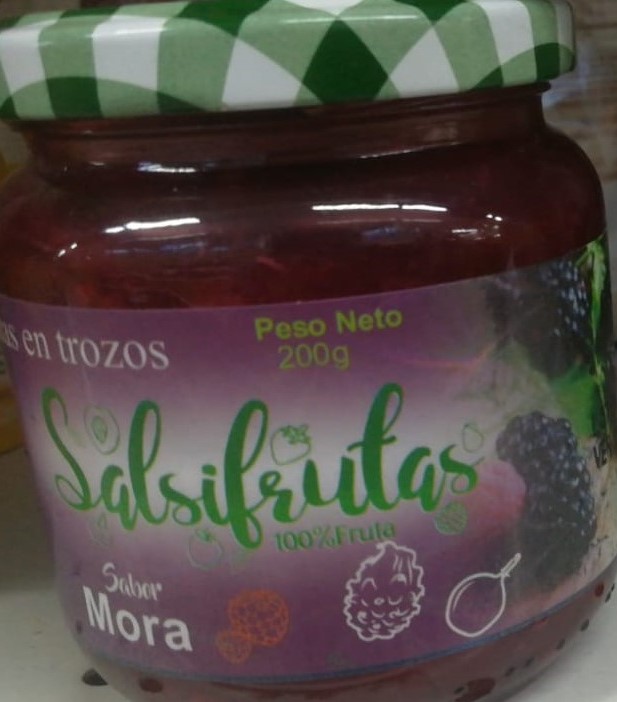 en trozos
Peso Neto
200g
Salsifrutas
100%Fruta
Sabor
Mora